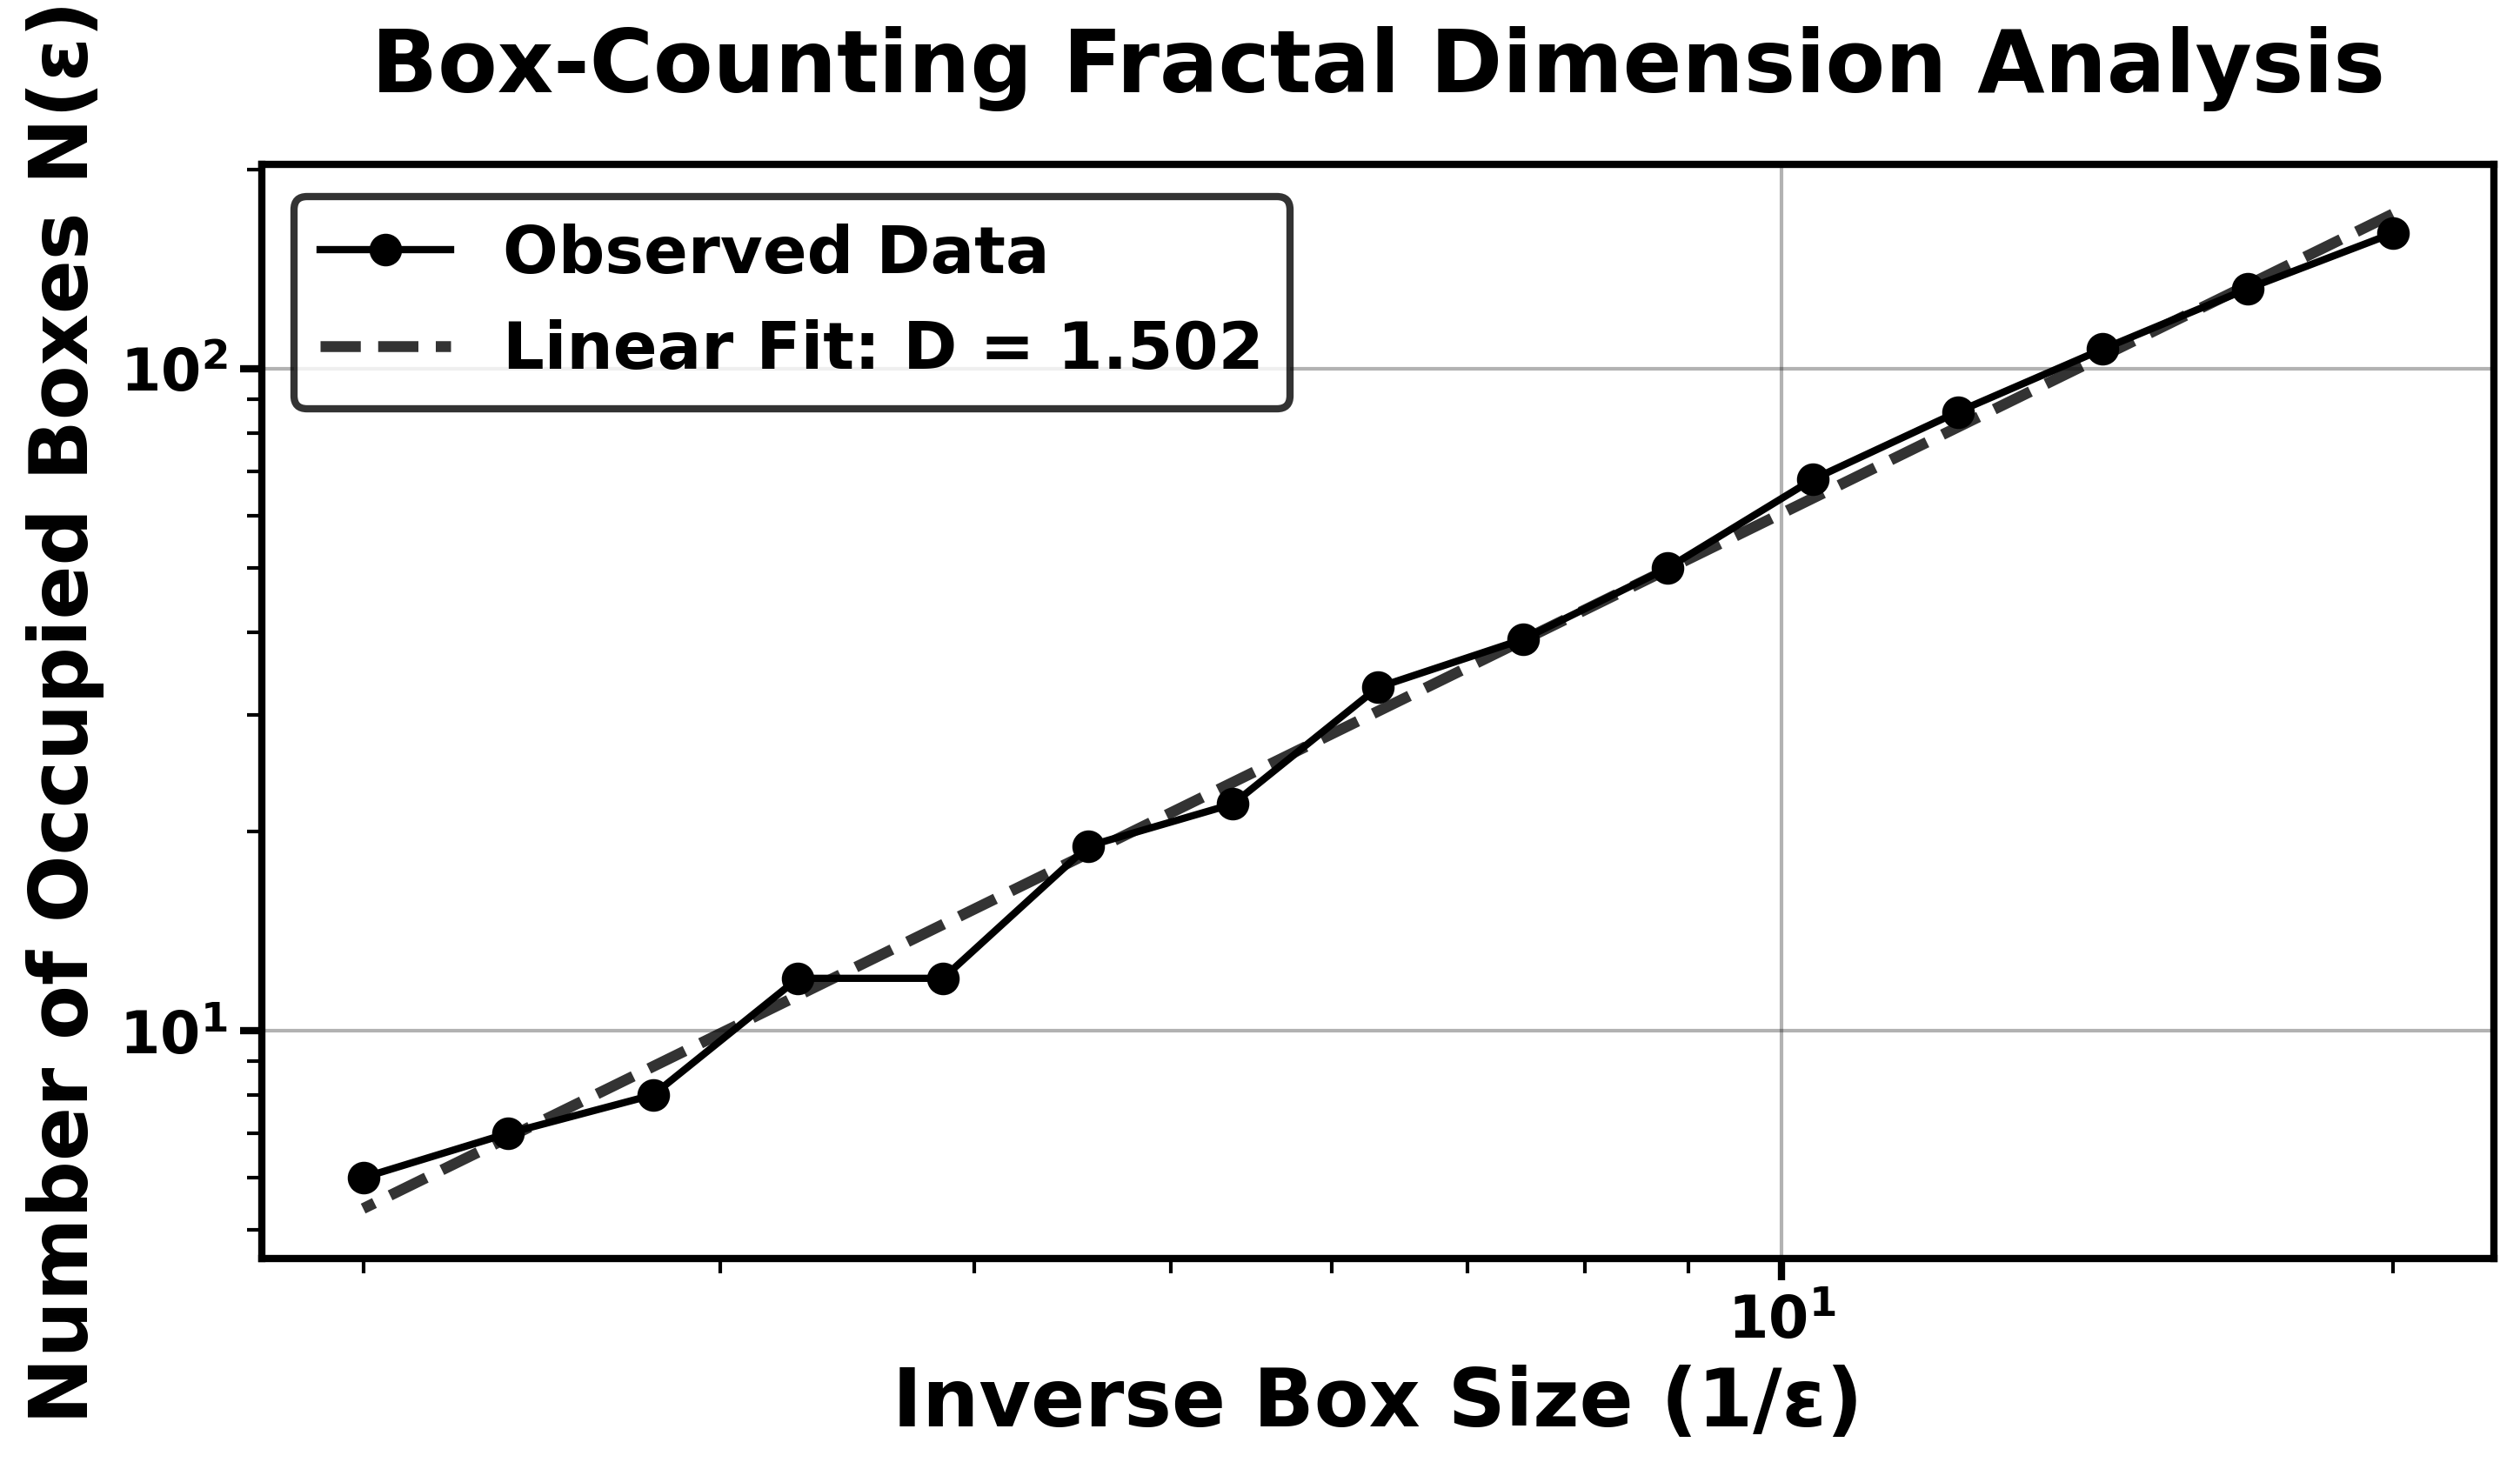 Box-Counting Fractal Dimension Analysis
Number of Occupied Boxes N(ε)
Observed Data
Linear Fit: D = 1.502
10²
10¹
10¹
Inverse Box Size (1/ε)